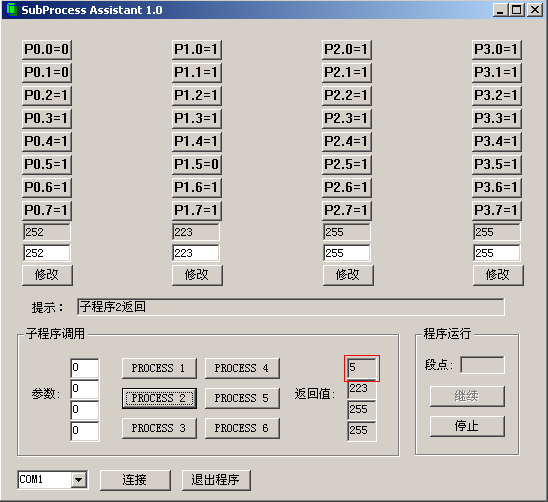 SubProcess Assistant 1.0
P0.0=0 P1.0=1 P2.0=1 P3.0=1
P0.1=0 P1.1=1 P2.1=1 P3.1=1
P0.2=1 P1.2=1 P2.2=1 P3.2=1
P0.3=1 P1.3=1 P2.3=1 P3.3=1
P0.4=1 P1.4=1 P2.4=1 P3.4=1
P0.5=1 P1.5=0 P2.5=1 P3.5=1
P0.6=1 P1.6=1 P2.6=1 P3.6=1
P0.7=1 P1.7=1 P2.7=1 P3.7=1
252 223 255 255
252 223 255 255
修改 修改 修改 修改
提示： 子程序2返回
子程序调用
参数:
0
0
0
0
PROCESS 1 PROCESS 4
PROCESS 2 PROCESS 5
PROCESS 3 PROCESS 6
返回值:
5
223
255
255
程序运行
段点:
继续
停止
COM1 连接 退出程序